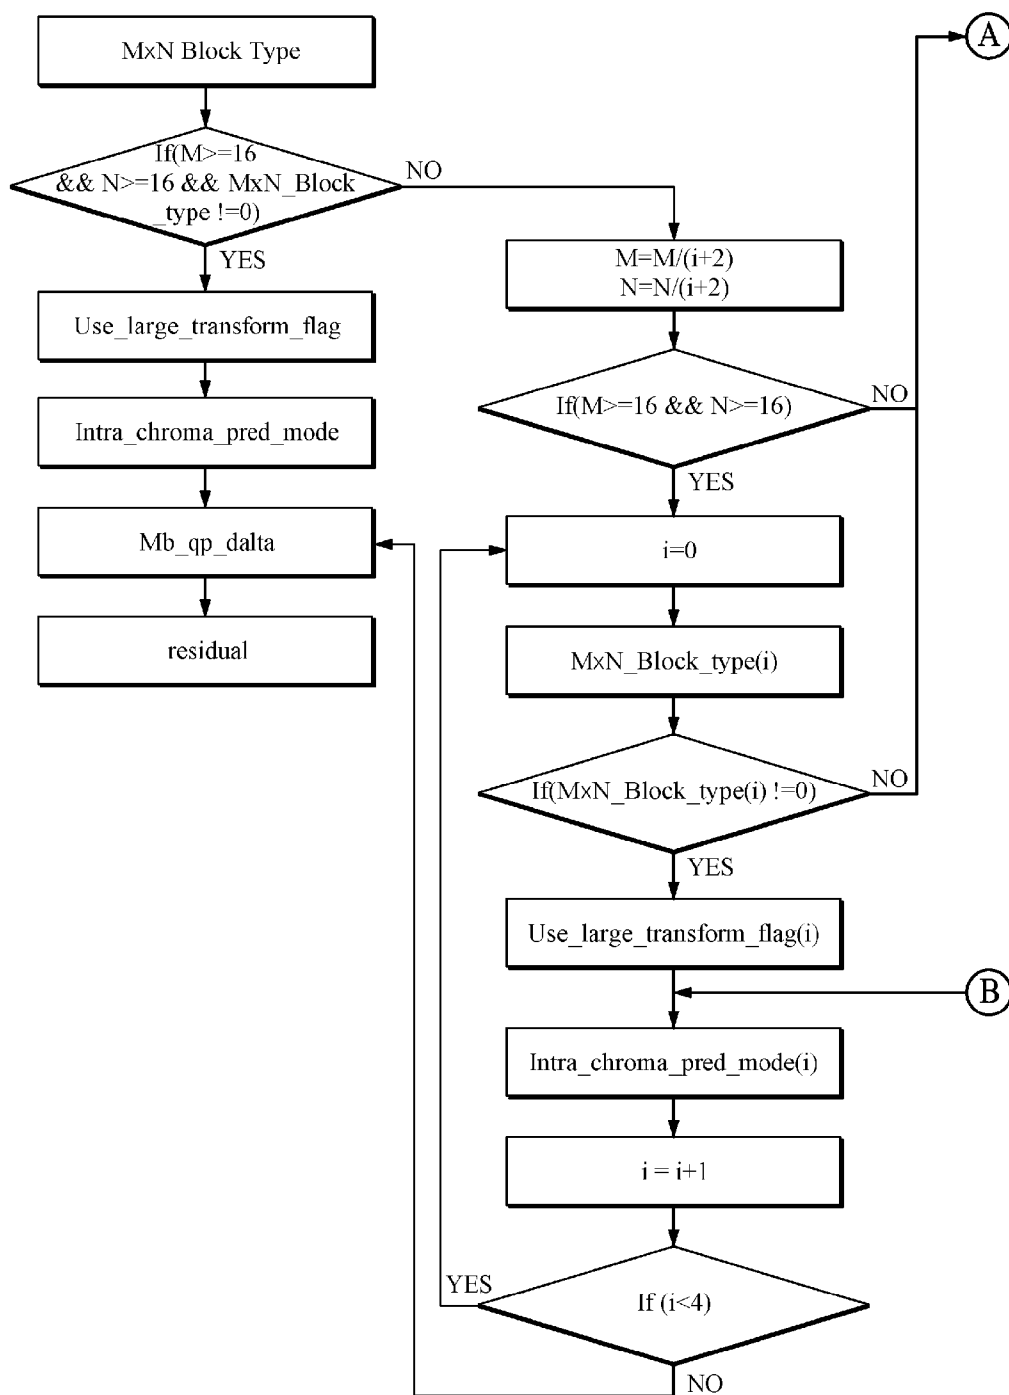 MxN Block Type
A
If(M>=16
&& N>=16 && MxN_Block
_type !=0)
NO
YES
M=M/(i+2)
N=N/(i+2)
Use_large_transform_flag
If(M>=16 && N>=16)
NO
YES
Intra_chroma_pred_mode
Mb_qp_dalta
i=0
residual
MxN_Block_type(i)
If(MxN_Block_type(i) !=0)
NO
YES
Use_large_transform_flag(i)
B
Intra_chroma_pred_mode(i)
i = i+1
YES
If (i<4)
NO